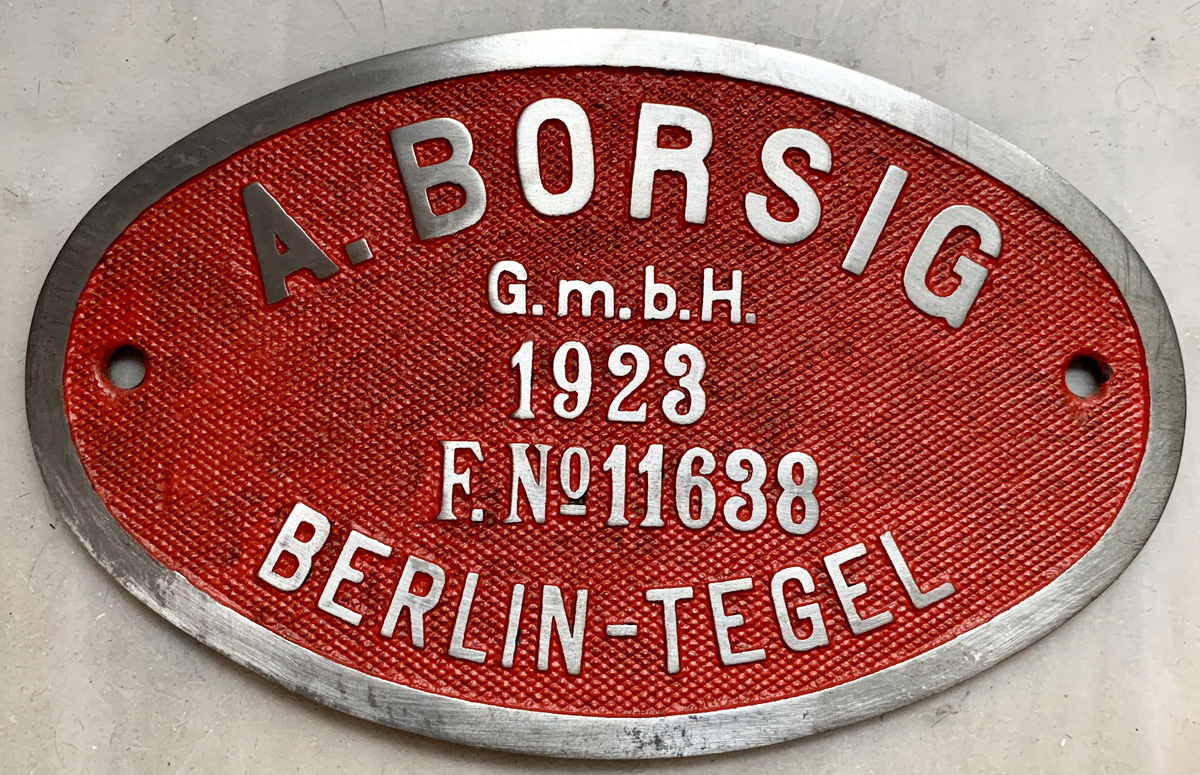 A. BORSIG
G.m.b.H.
1923
F. Nº 11638
BERLIN-TEGEL